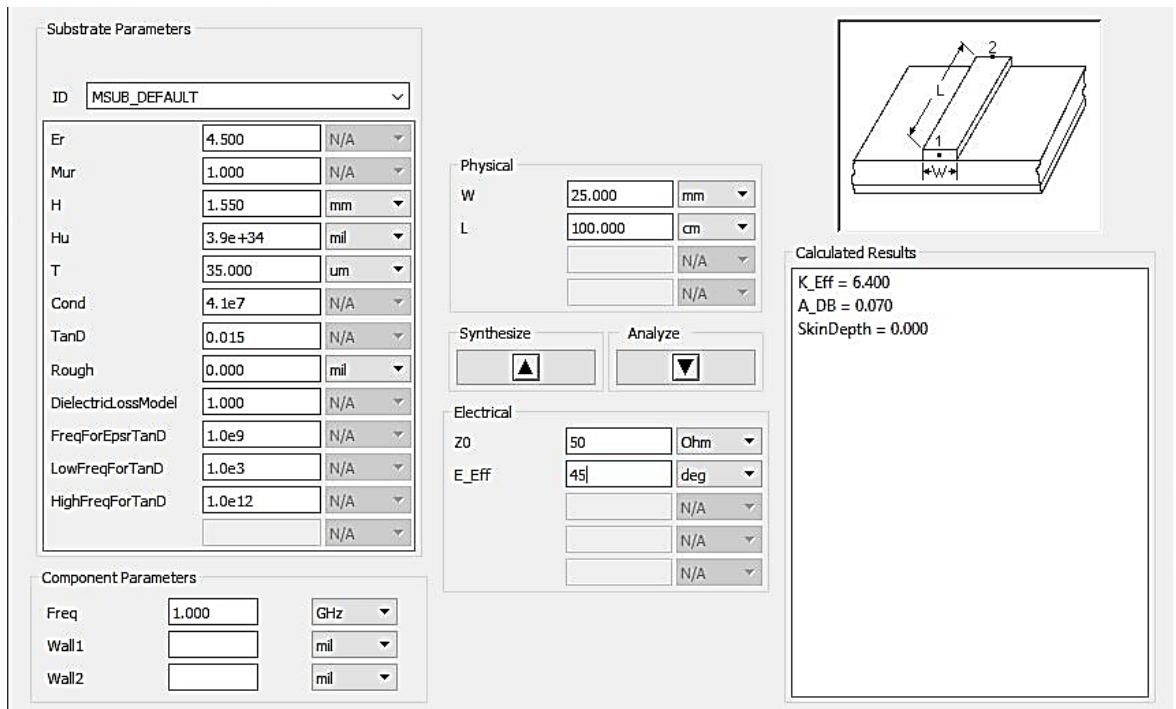 Substrate Parameters
ID MSUB_DEFAULT
Er 4.500 N/A
Mur 1.000 N/A
H 1.550 mm
Hu 3.9e+34 mil
T 35.000 um
Cond 4.1e7 N/A
TanD 0.015 N/A
Rough 0.000 mil
DielectricLossModel 1.000 N/A
FreqForEpsrTanD 1.0e9 N/A
LowFreqForTanD 1.0e3 N/A
HighFreqForTanD 1.0e12 N/A
N/A
Component Parameters
Freq 1.000 GHz
Wall1 mil
Wall2 mil
Physical
W 25.000 mm
L 100.000 cm
N/A
N/A
Synthesize Analyze
Electrical
Z0 50 Ohm
E_Eff 45 deg
N/A
N/A
N/A
2
L
1
W
Calculated Results
K_Eff = 6.400
A_DB = 0.070
SkinDepth = 0.000